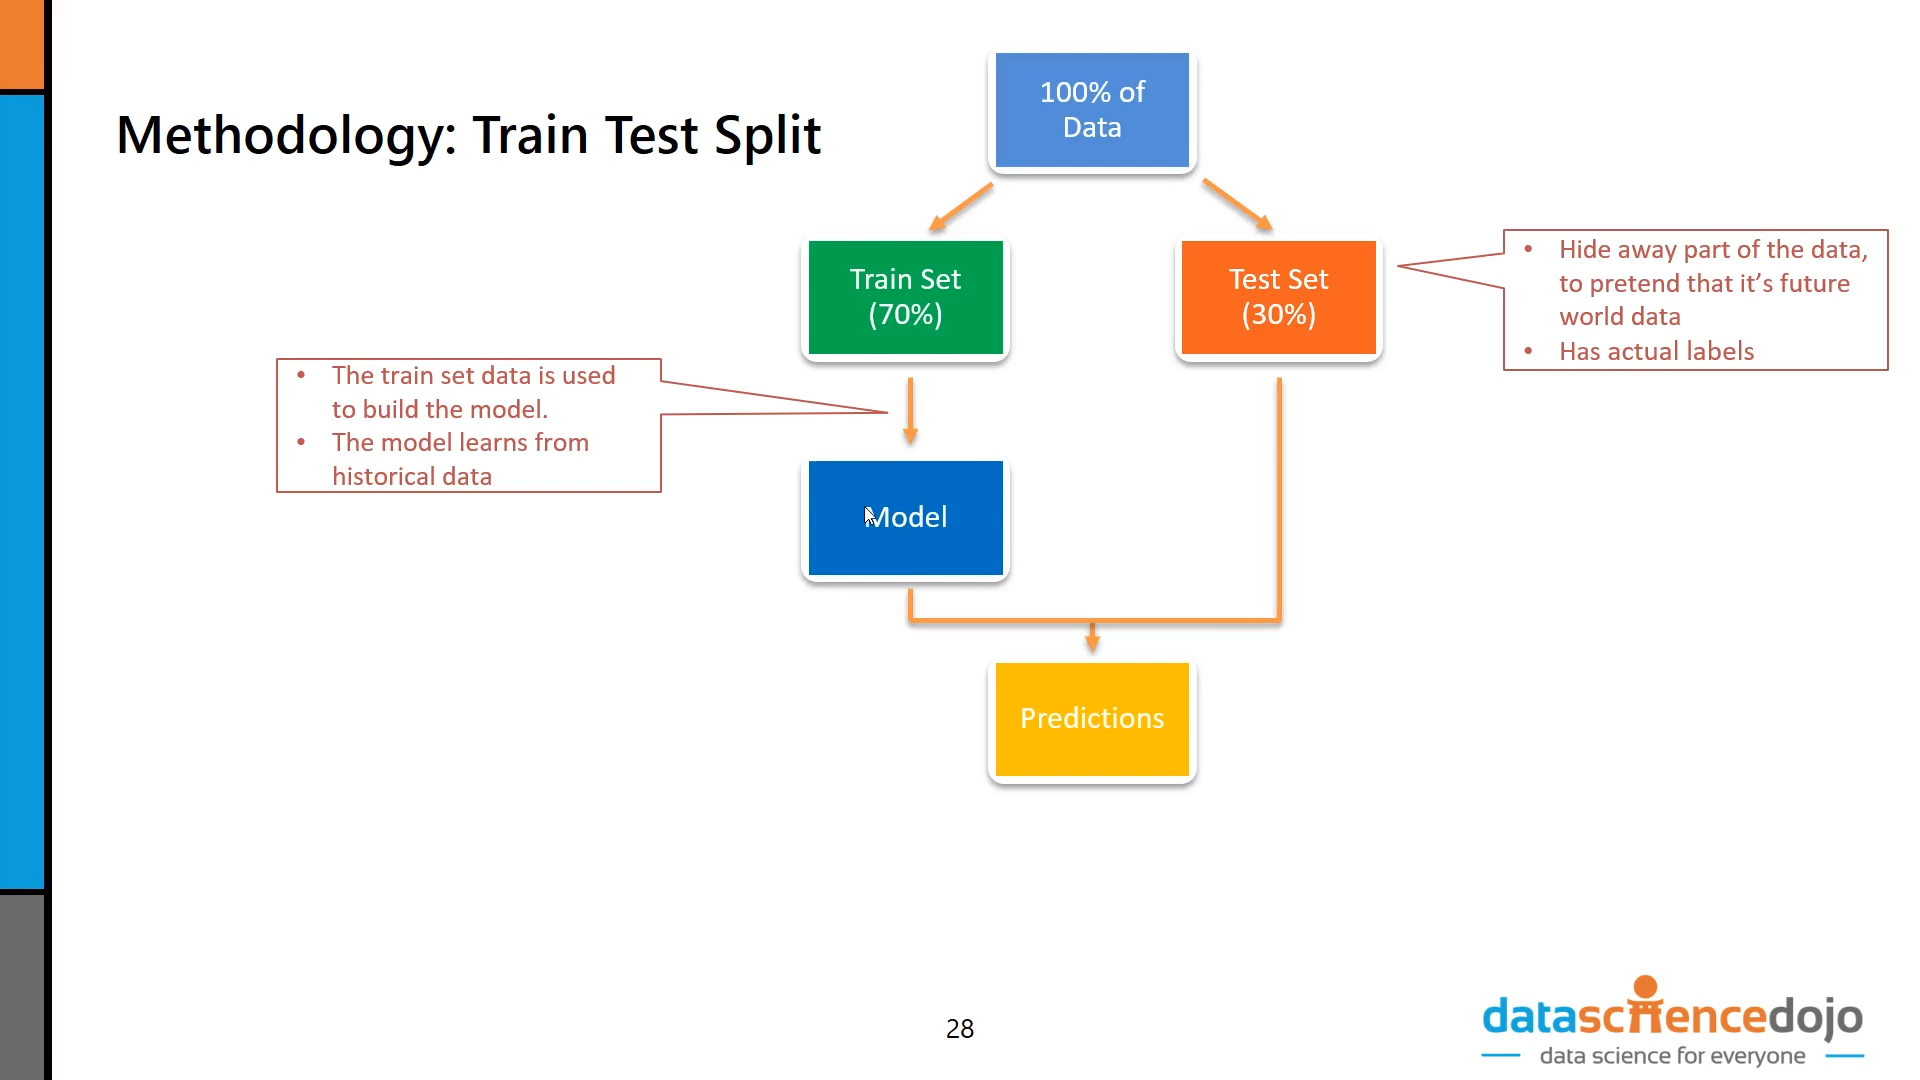 Methodology: Train Test Split
100% of
Data
Train Set
(70%)
Test Set
(30%)
• Hide away part of the data,
to pretend that it’s future
world data
• Has actual labels
• The train set data is used
to build the model.
• The model learns from
historical data
Model
Predictions
28
datasciencedojo
data science for everyone